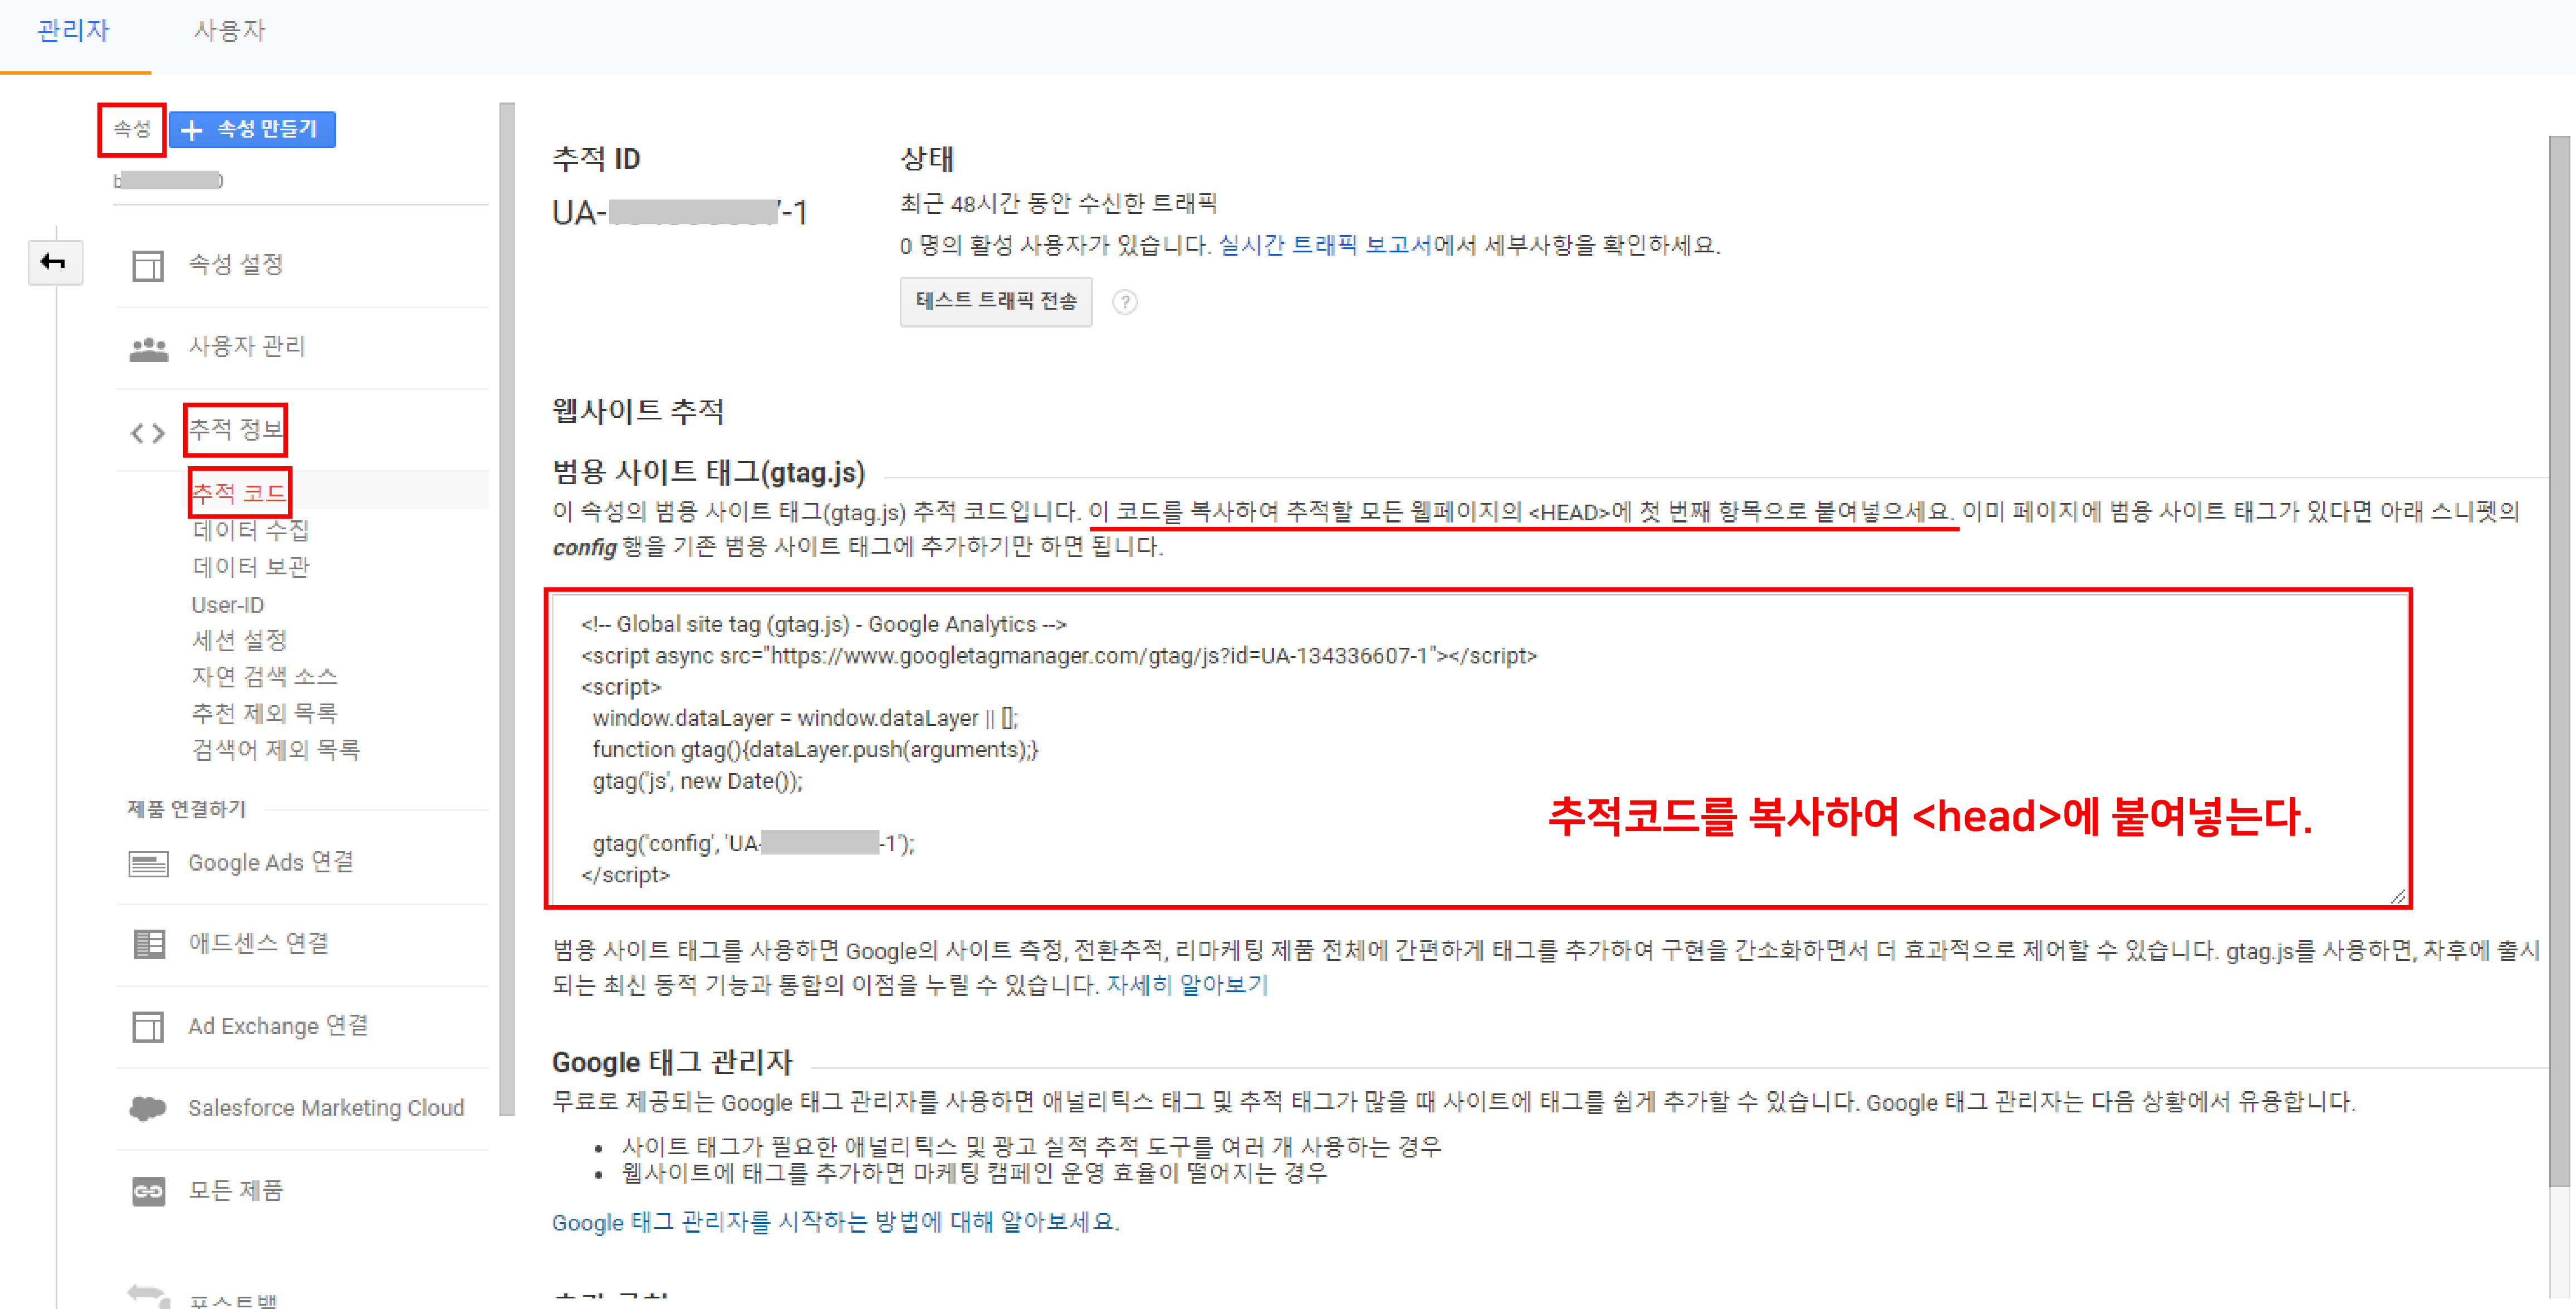 관리자 사용자
속성 + 속성 만들기
속성 설정
사용자 관리
추적 정보
추적 코드
데이터 수집
데이터 보관
User-ID
세션 설정
자연 검색 소스
추천 제외 목록
검색어 제외 목록
제품 연결하기
Google Ads 연결
애드센스 연결
Ad Exchange 연결
Salesforce Marketing Cloud
모든 제품
포스트백
추적 ID
UA- -1
상태
최근 48시간 동안 수신한 트래픽
0 명의 활성 사용자가 있습니다. 실시간 트래픽 보고서에서 세부사항을 확인하세요.
테스트 트래픽 전송 ?
웹사이트 추적
범용 사이트 태그(gtag.js)
이 속성의 범용 사이트 태그(gtag.js) 추적 코드입니다. 이 코드를 복사하여 추적할 모든 웹페이지의 <HEAD>에 첫 번째 항목으로 붙여넣으세요. 이미 페이지에 범용 사이트 태그가 있다면 아래 스니펫의
config 행을 기존 범용 사이트 태그에 추가하기만 하면 됩니다.
<!-- Global site tag (gtag.js) - Google Analytics -->
<script async src="https://www.googletagmanager.com/gtag/js?id=UA-134336607-1"></script>
<script>
window.dataLayer = window.dataLayer || [];
function gtag(){dataLayer.push(arguments);}
gtag('js', new Date());
gtag('config', 'UA- -1');
</script>
추적코드를 복사하여 <head>에 붙여넣는다.
범용 사이트 태그를 사용하면 Google의 사이트 측정, 전환추적, 리마케팅 제품 전체에 간편하게 태그를 추가하여 구현을 간소화하면서 더 효과적으로 제어할 수 있습니다. gtag.js를 사용하면, 차후에 출시
되는 최신 동적 기능과 통합의 이점을 누릴 수 있습니다. 자세히 알아보기
Google 태그 관리자
무료로 제공되는 Google 태그 관리자를 사용하면 애널리틱스 태그 및 추적 태그가 많을 때 사이트에 태그를 쉽게 추가할 수 있습니다. Google 태그 관리자는 다음 상황에서 유용합니다.
• 사이트 태그가 필요한 애널리틱스 및 광고 실적 추적 도구를 여러 개 사용하는 경우
• 웹사이트에 태그를 추가하면 마케팅 캠페인 운영 효율이 떨어지는 경우
Google 태그 관리자를 시작하는 방법에 대해 알아보세요.